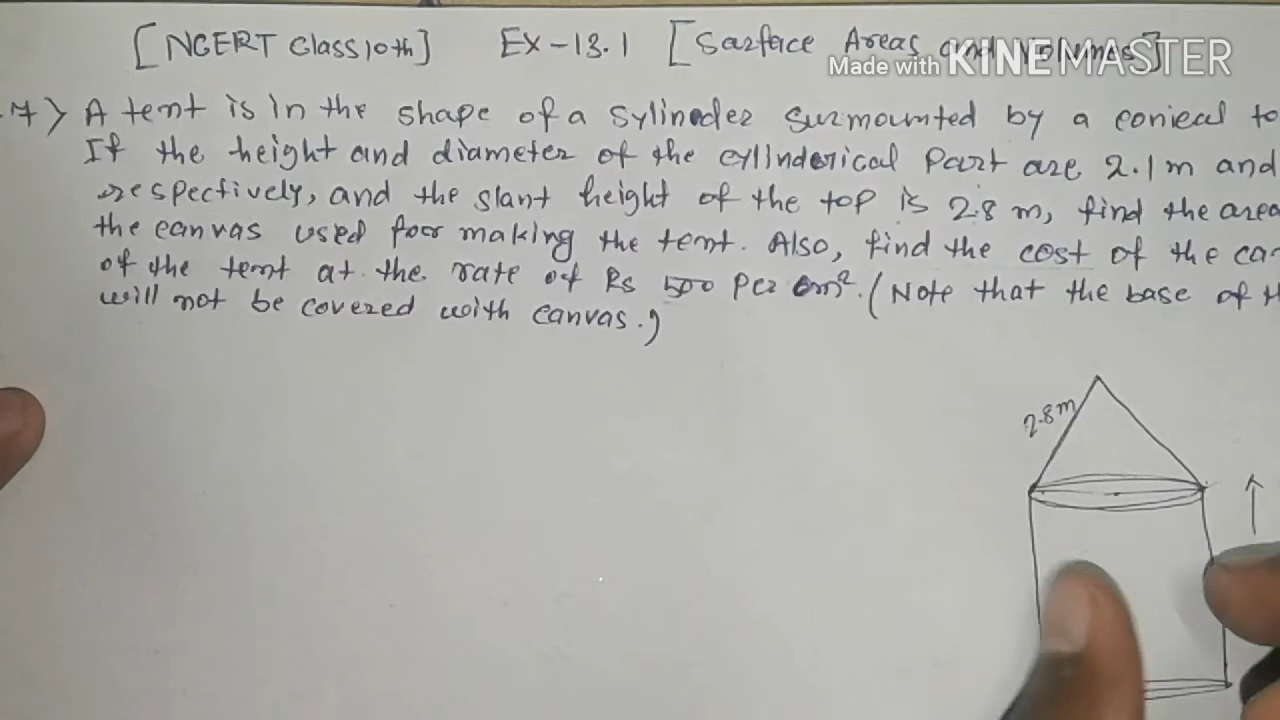 [NCERT Class 10th] Ex-13.1 [Sarface Areas and Volumes]
Made with KINEMASTER
7) A tent is in the shape of a Sylinder surmounted by a conical to
If the height and diameter of the cylinderical Part are 2.1m and
respectively, and the slant height of the top is 2.8 m, find the area
the canvas used for making the tent. Also, find the cost of the ca
of the tent at the rate of Rs 500 per m². (Note that the base of t
will not be covered with canvas.)
2.8m